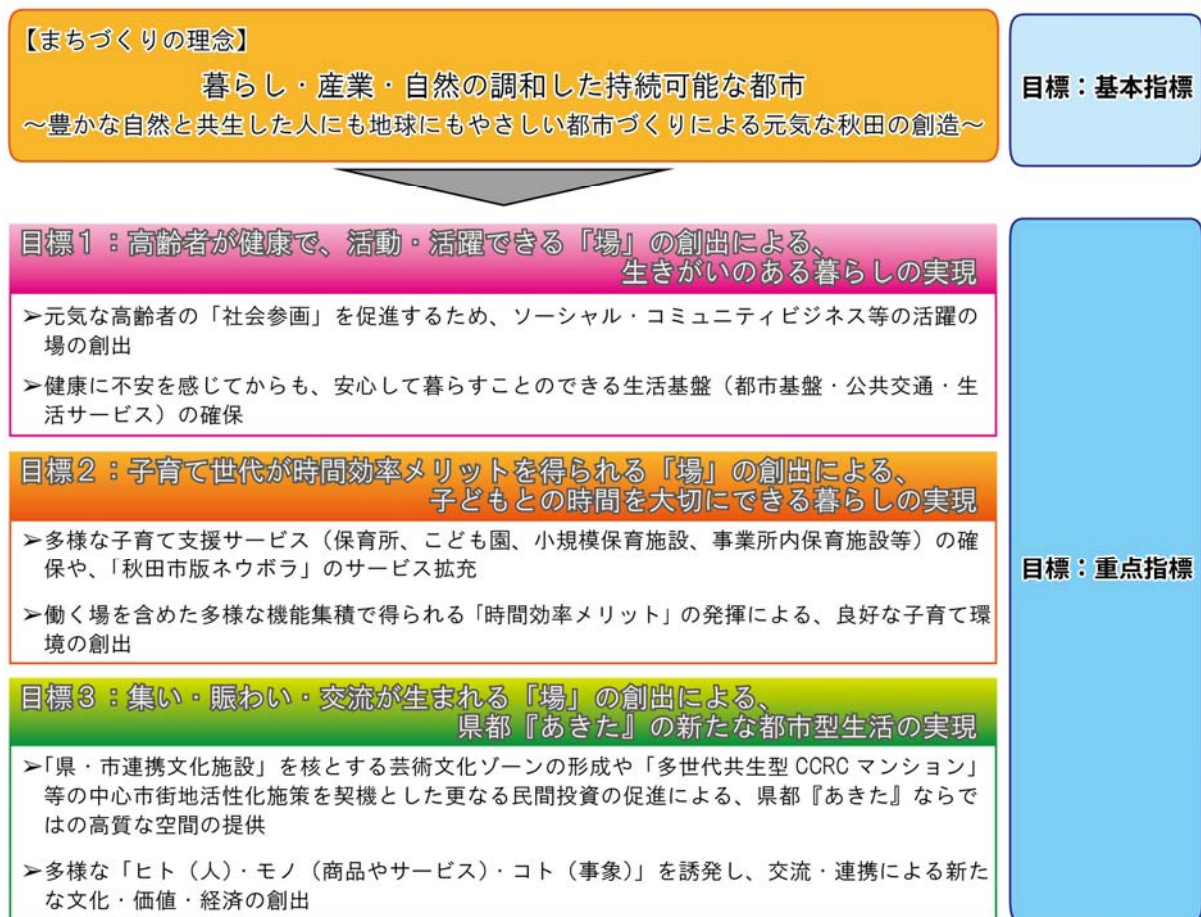 【まちづくりの理念】
暮らし・産業・自然の調和した持続可能な都市
～豊かな自然と共生した人にも地球にもやさしい都市づくりによる元気な秋田の創造～
目標：基本指標
目標１：高齢者が健康で、活動・活躍できる「場」の創出による、
生きがいのある暮らしの実現
➢元気な高齢者の「社会参画」を促進するため、ソーシャル・コミュニティビジネス等の活躍の
場の創出
➢健康に不安を感じてからも、安心して暮らすことのできる生活基盤（都市基盤・公共交通・生
活サービス）の確保
目標２：子育て世代が時間効率メリットを得られる「場」の創出による、
子どもとの時間を大切にできる暮らしの実現
➢多様な子育て支援サービス（保育所、こども園、小規模保育施設、事業所内保育施設等）の確
保や、「秋田市版ネウボラ」のサービス拡充
➢働く場を含めた多様な機能集積で得られる「時間効率メリット」の発揮による、良好な子育て環
境の創出
目標３：集い・賑わい・交流が生まれる「場」の創出による、
県都『あきた』の新たな都市型生活の実現
➢「県・市連携文化施設」を核とする芸術文化ゾーンの形成や「多世代共生型 CCRC マンション」
等の中心市街地活性化施策を契機とした更なる民間投資の促進による、県都『あきた』ならで
はの高質な空間の提供
➢多様な「ヒト（人）・モノ（商品やサービス）・コト（事象）」を誘発し、交流・連携による新た
な文化・価値・経済の創出
目標：重点指標